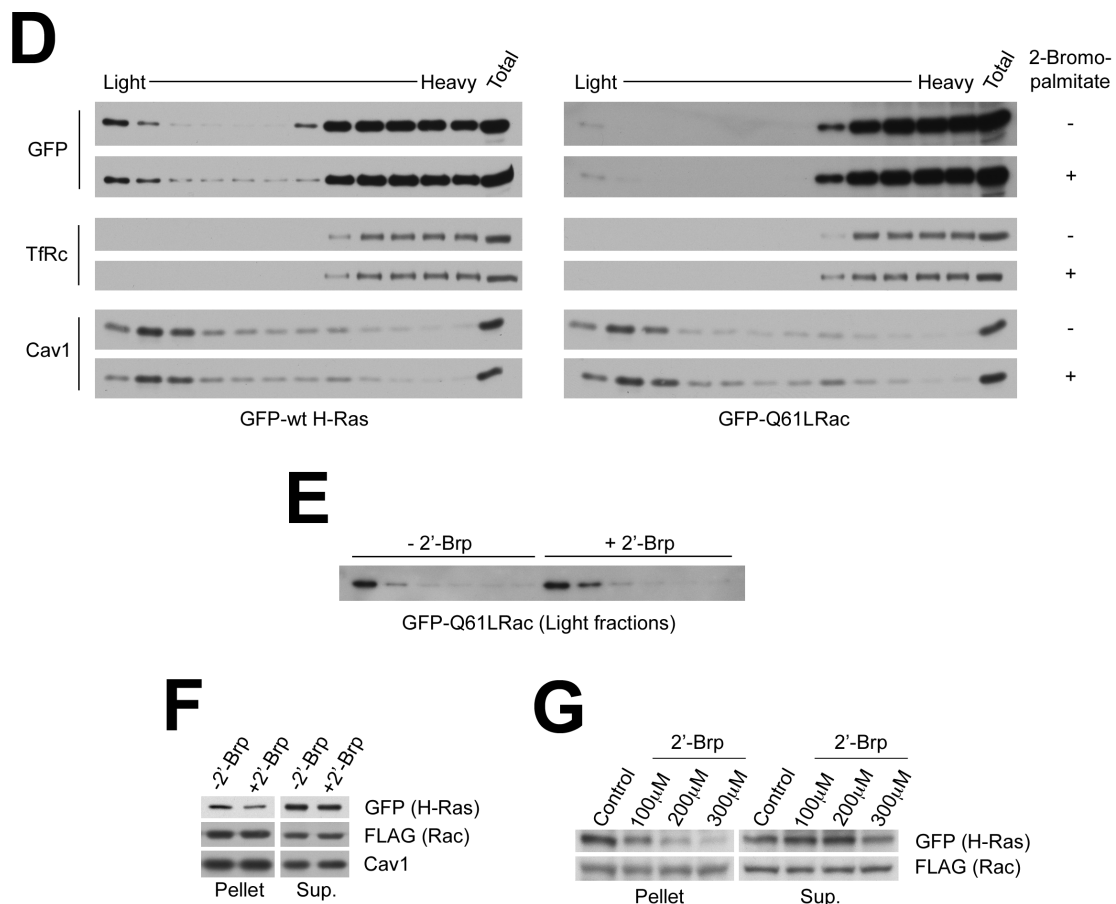 D
Light Heavy Total
Light Heavy Total
2-Bromo-
palmitate
GFP
-
+
TfRc
-
+
Cav1
-
+
GFP-wt H-Ras
GFP-Q61LRac
E
- 2'-Brp
+ 2'-Brp
GFP-Q61LRac (Light fractions)
F
-2'-Brp
+2'-Brp
-2'-Brp
+2'-Brp
GFP (H-Ras)
FLAG (Rac)
Cav1
Pellet
Sup.
G
2'-Brp
2'-Brp
Control
100μM
200μM
300μM
Control
100μM
200μM
300μM
GFP (H-Ras)
FLAG (Rac)
Pellet
Sup.